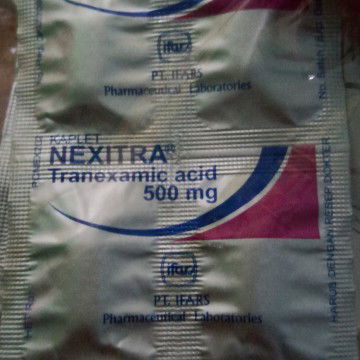 ifars
PT. IFARS
Pharmaceutical Laboratories
KAPLET
NEXITRA®
Tranexamic acid
500 mg
HARUS DENGAN RESEP DOKTER
ifars
PT. IFARS
Pharmaceutical Laboratories